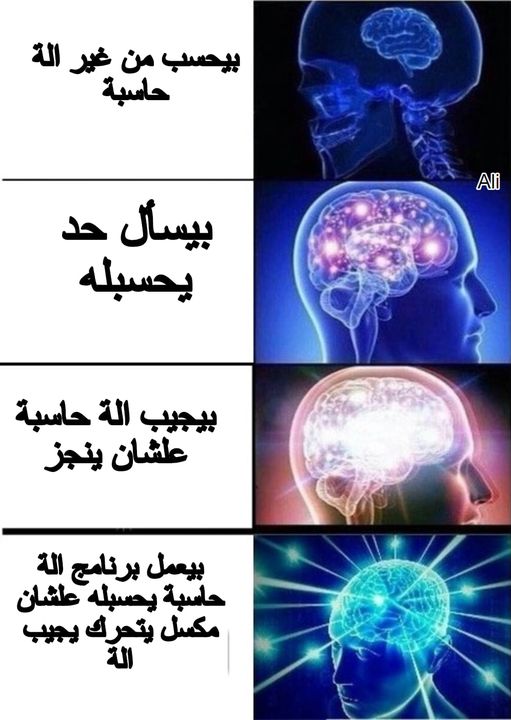 بيحسب من غير الة
حاسبة
Ali
بيسأل حد
يحسبله
بيجيب الة حاسبة
علشان ينجز
بيعمل برنامج الة
حاسبة يحسبله علشان
مكسل يتحرك يجيب
الة